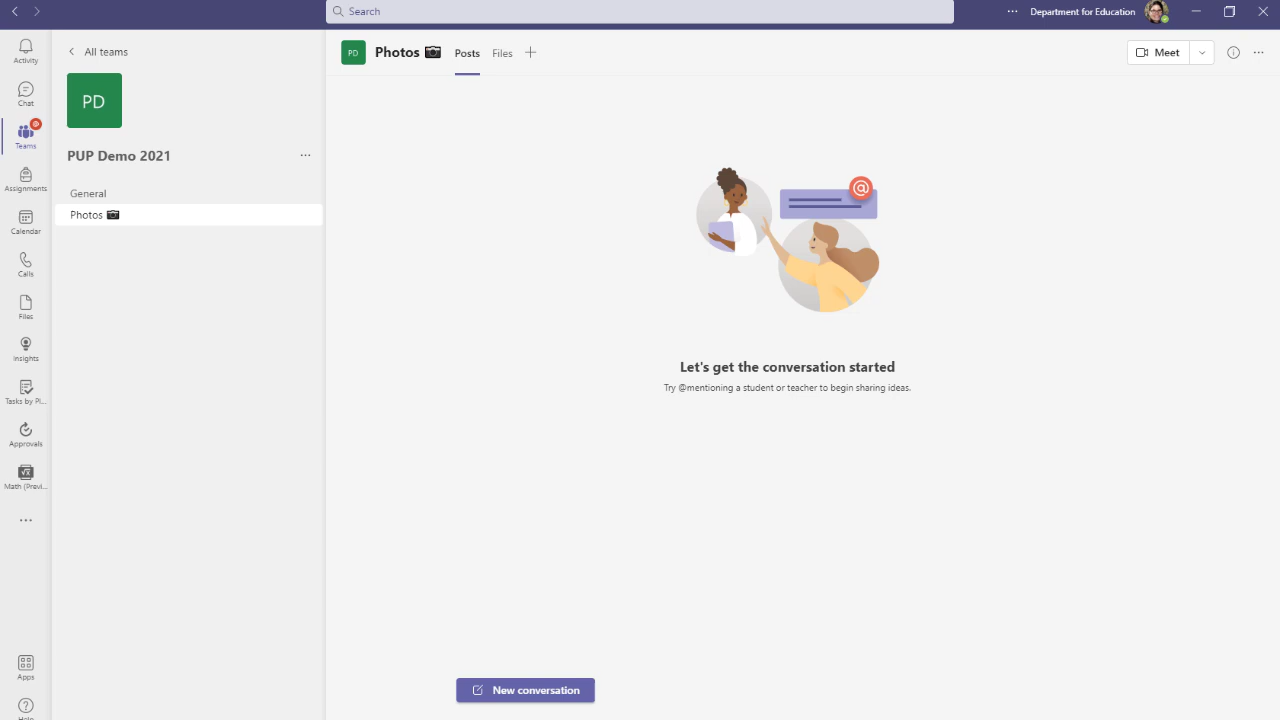 Search
Department for Education
Activity
Chat
Teams
Assignments
Calendar
Calls
Files
Insights
Tasks by Pl...
Approvals
Math (Previ...
Apps
Help
All teams
PD
PUP Demo 2021
General
Photos
PD
Photos
Posts
Files
Meet
@
Let's get the conversation started
Try @mentioning a student or teacher to begin sharing ideas.
New conversation